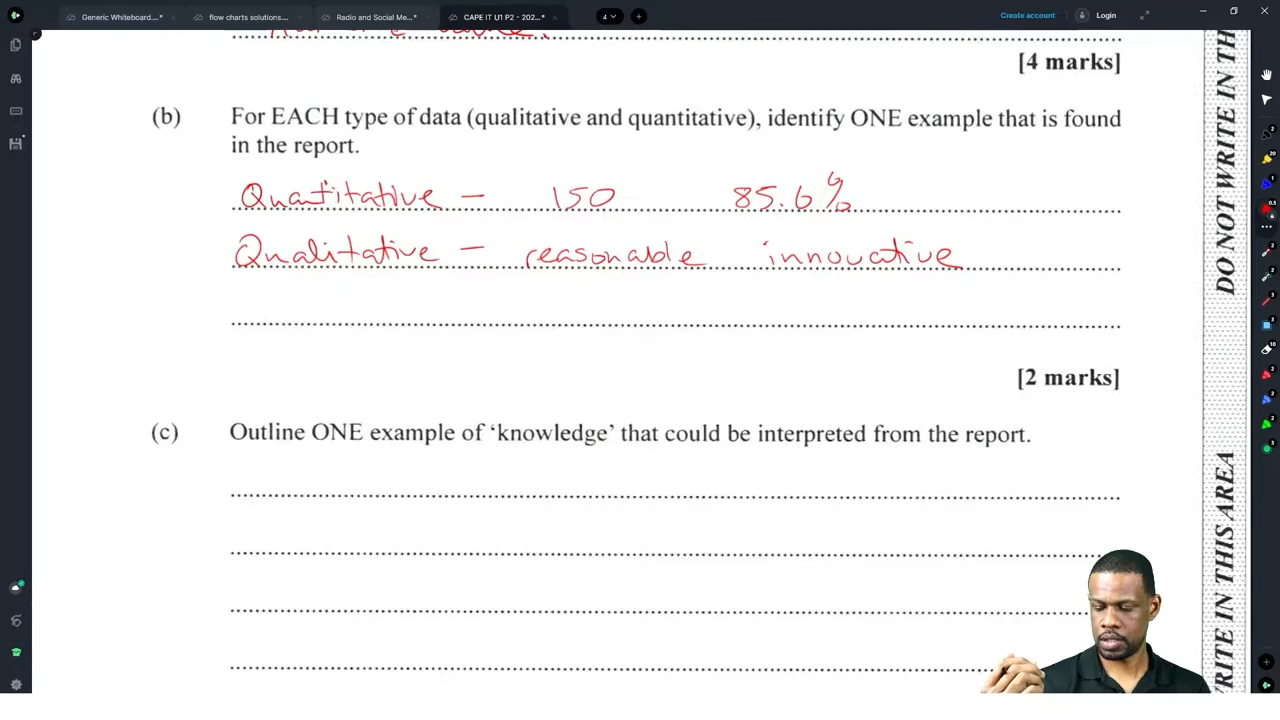 Generic Whiteboard....* flow charts solutions.... Radio and Social Me...* CAPE IT U1 P2 - 202...* 4 Create account Login
[4 marks]
(b) For EACH type of data (qualitative and quantitative), identify ONE example that is found
in the report.
Quantitative — 150 85.6%
Qualitative — reasonable innovative
[2 marks]
(c) Outline ONE example of ‘knowledge’ that could be interpreted from the report.
DO NOT WRITE IN TH
WRITE IN THIS AREA